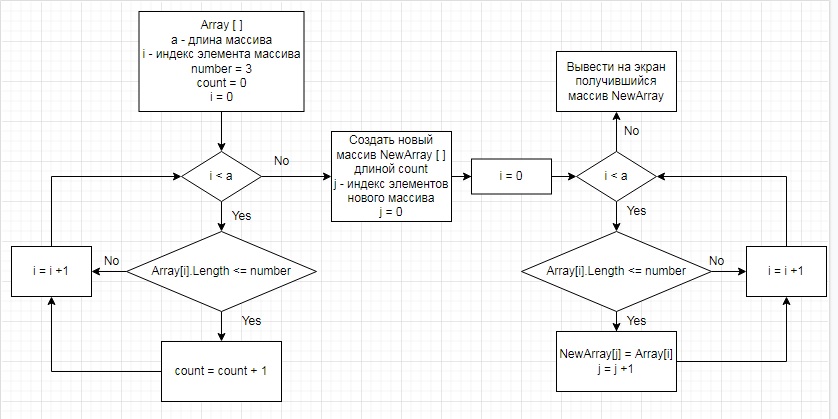 Array [ ]
a - длина массива
i - индекс элемента массива
number = 3
count = 0
i = 0
i < a
No
Yes
Array[i].Length <= number
No
i = i +1
Yes
count = count + 1
Создать новый
массив NewArray [ ]
длиной count
j - индекс элементов
нового массива
j = 0
i = 0
i < a
No
Вывести на экран
получившийся
массив NewArray
Yes
Array[i].Length <= number
No
i = i +1
Yes
NewArray[j] = Array[i]
j = j +1